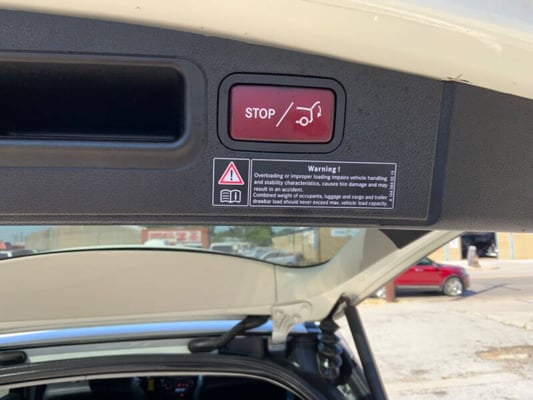 STOP
Warning !
Overloading or improper loading impairs vehicle handling
and stability characteristics, causes tire damage and may
result in an accident.
Combined weight of occupants, luggage and cargo and trailer
drawbar load should never exceed max. vehicle load capacity.